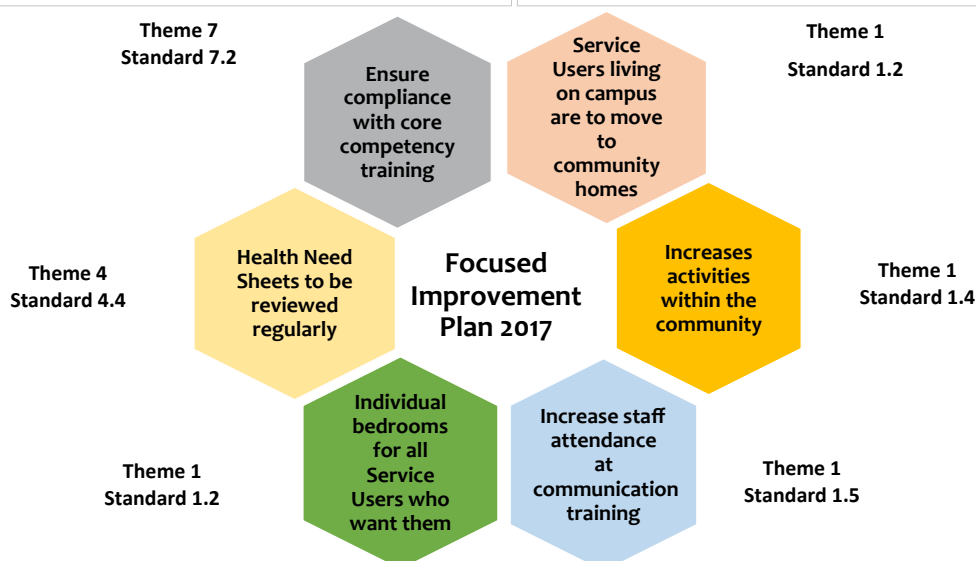 Theme 7
Standard 7.2
Ensure
compliance
with core
competency
training
Service
Users living
on campus
are to move
to
community
homes
Theme 1
Standard 1.2
Theme 4
Standard 4.4
Health Need
Sheets to be
reviewed
regularly
Focused
Improvement
Plan 2017
Increases
activities
within the
community
Theme 1
Standard 1.4
Theme 1
Standard 1.2
Individual
bedrooms
for all
Service
Users who
want them
Increase staff
attendance
at
communication
training
Theme 1
Standard 1.5